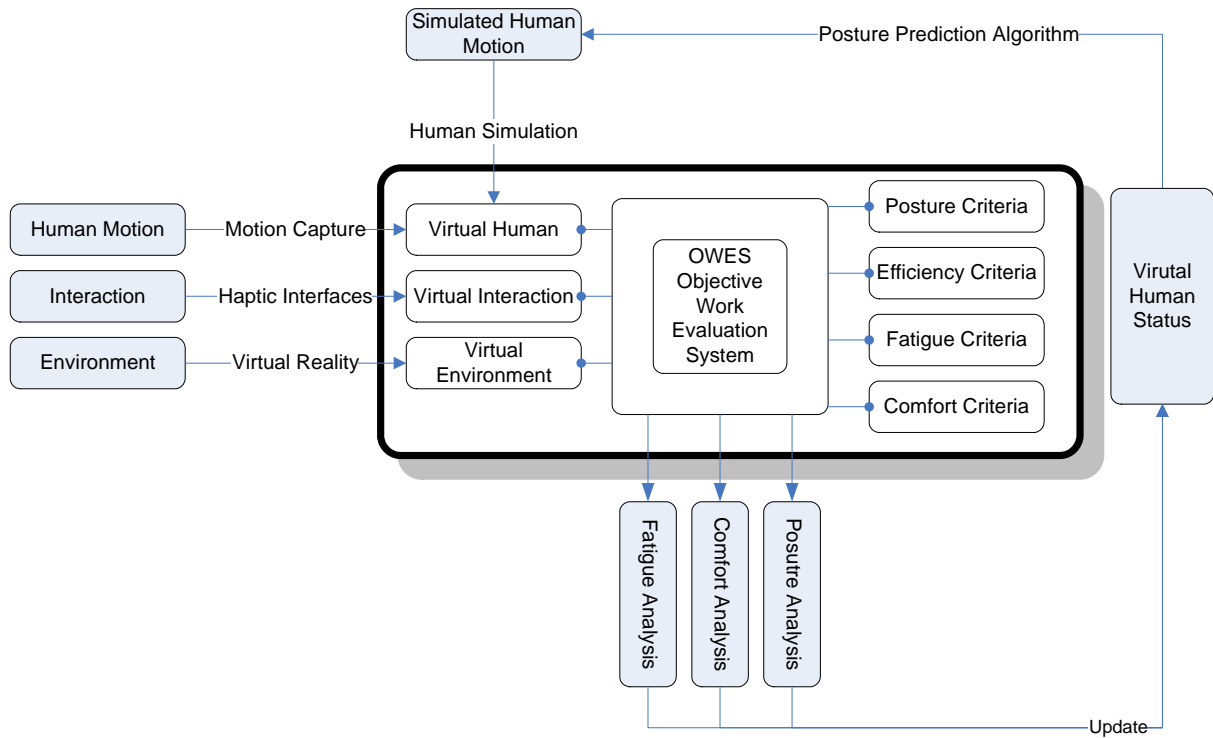 Simulated Human
Motion
Posture Prediction Algorithm
Human Simulation
Human Motion
Motion Capture
Virtual Human
Posture Criteria
Interaction
Haptic Interfaces
Virtual Interaction
OWES
Objective
Work
Evaluation
System
Efficiency Criteria
Virutal
Human
Status
Environment
Virtual Reality
Virtual
Environment
Fatigue Criteria
Comfort Criteria
Fatigue Analysis
Comfort Analysis
Posutre Analysis
Update